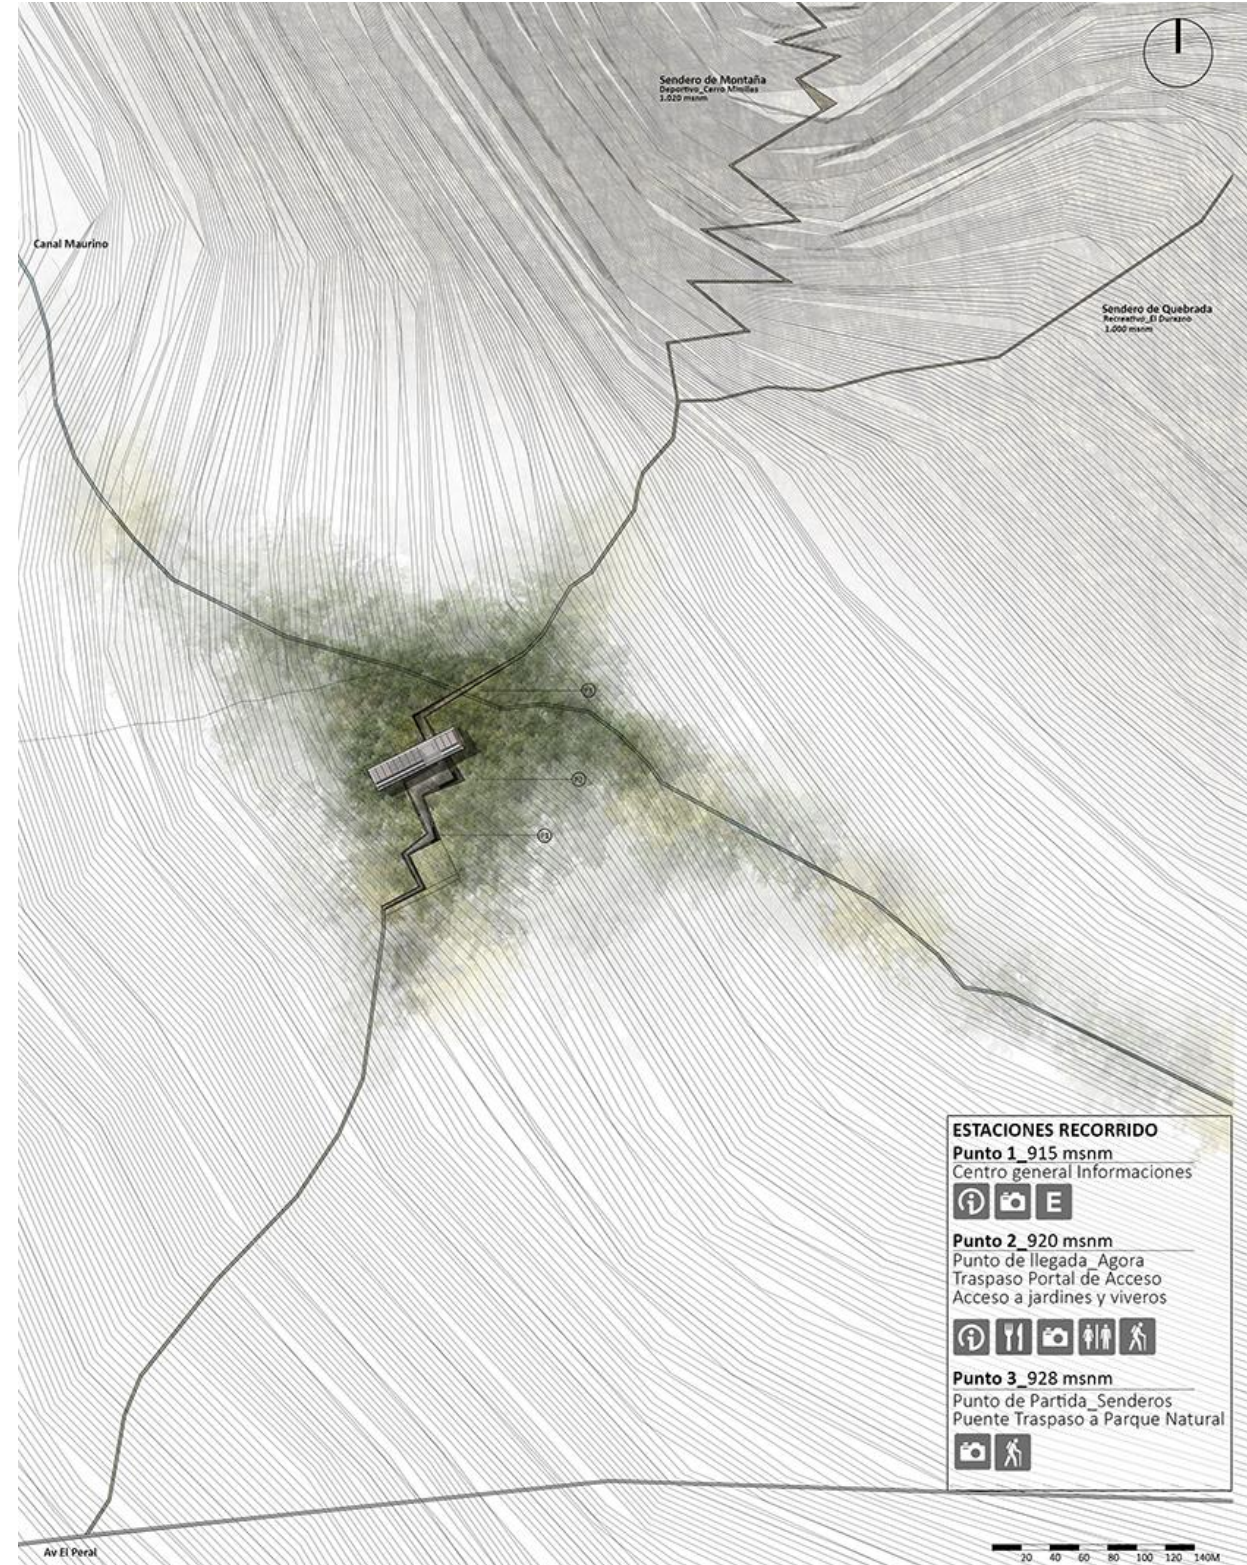 Sendero de Montaña
Deportivo_Cerro Minillas
1.020 msnm
Canal Maurino
Sendero de Quebrada
Recreativo_El Durazno
1.000 msnm
P3
P2
P1
ESTACIONES RECORRIDO
Punto 1_915 msnm
Centro general Informaciones
i E
Punto 2_920 msnm
Punto de llegada_Agora
Traspaso Portal de Acceso
Acceso a jardines y viveros
i
Punto 3_928 msnm
Punto de Partida_Senderos
Puente Traspaso a Parque Natural
Av El Peral
20 40 60 80 100 120 140M